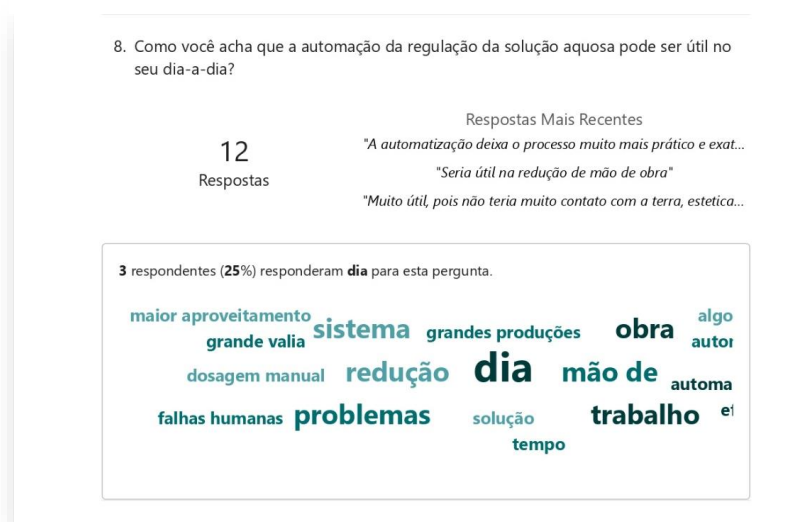 8. Como você acha que a automação da regulação da solução aquosa pode ser útil no
seu dia-a-dia?
12
Respostas
Respostas Mais Recentes
"A automatização deixa o processo muito mais prático e exat...
"Seria útil na redução de mão de obra"
"Muito útil, pois não teria muito contato com a terra, estetica...
3 respondentes (25%) responderam dia para esta pergunta.
maior aproveitamento
sistema
grandes produções
obra
algo
grande valia
dosagem manual
redução
dia
mão de
automa
falhas humanas
problemas
solução
trabalho
tempo